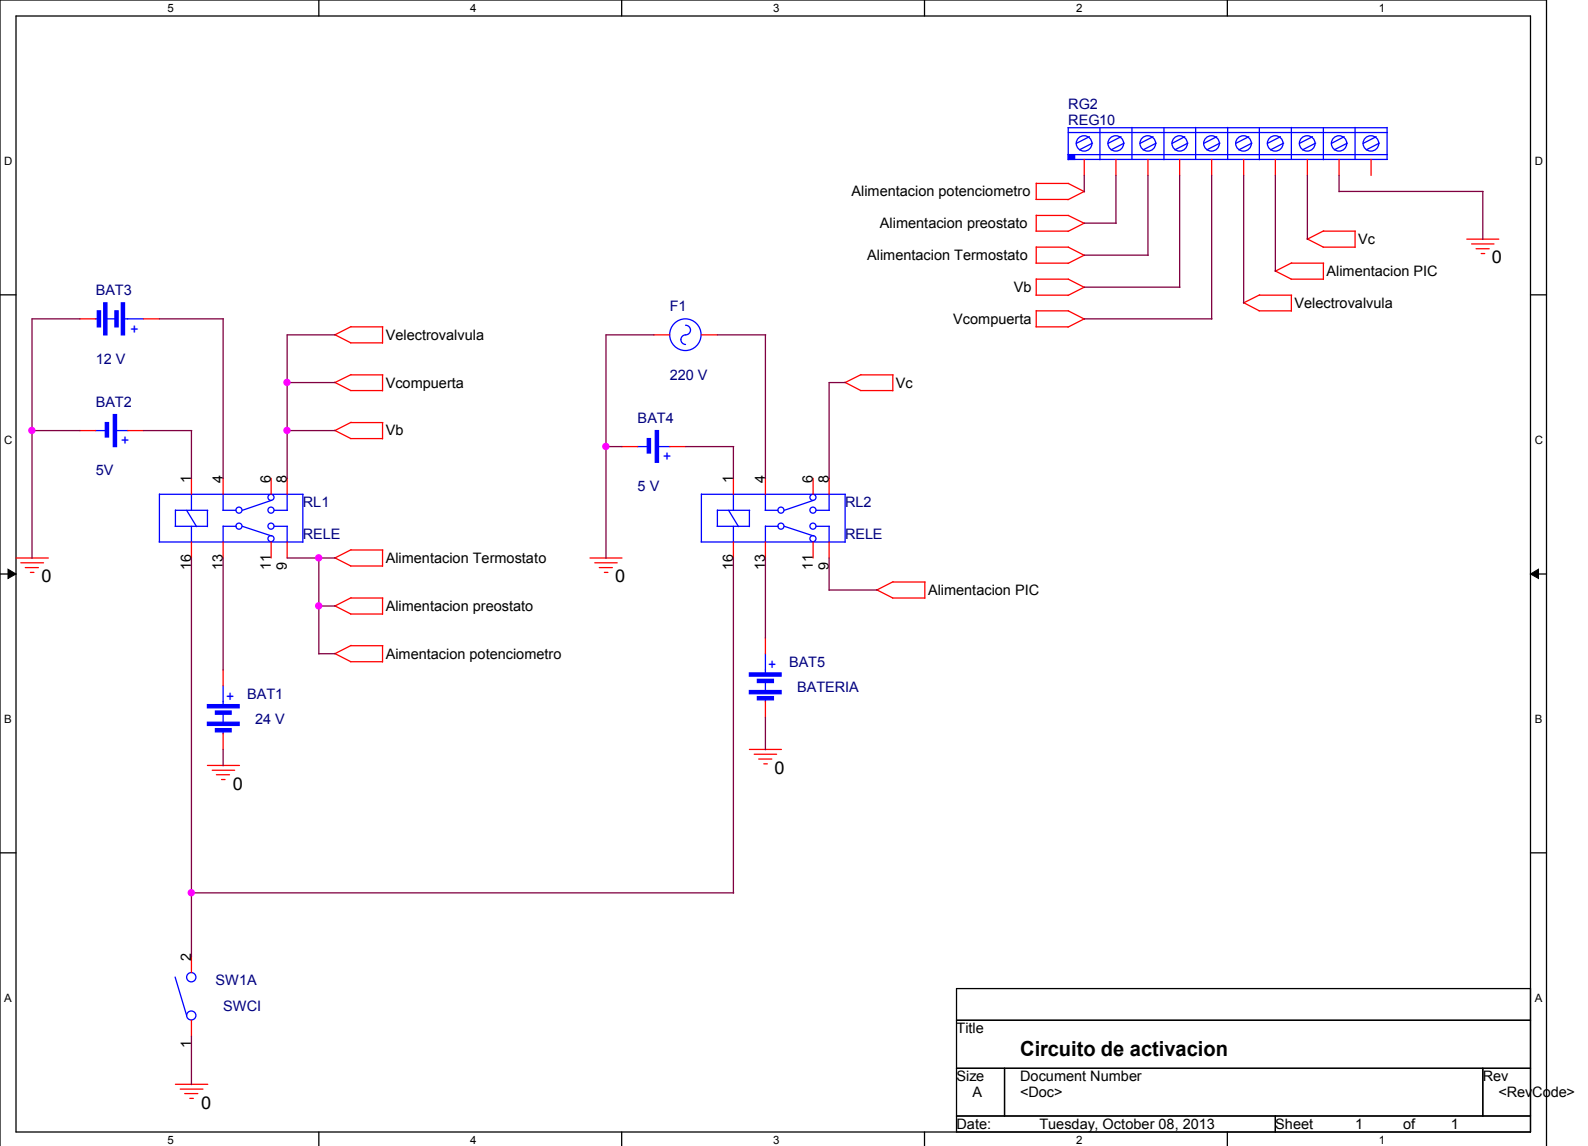 5 4 3 2 1
D D
C C
B B
A A
RG2
REG10
Alimentacion potenciometro
Alimentacion preostato
Alimentacion Termostato
Vb
Vcompuerta
Vc
Alimentacion PIC
Velectrovalvula
0
BAT3
+
12 V
BAT2
+
5V
0
Velectrovalvula
Vcompuerta
Vb
1 4 6 8
RL1
RELE
16 13 11 9
Alimentacion Termostato
Alimentacion preostato
Aimentacion potenciometro
+
BAT1
24 V
0
F1
220 V
BAT4
+
5 V
0
Vc
1 4 6 8
RL2
RELE
16 13 11 9
Alimentacion PIC
+
BAT5
BATERIA
0
2
SW1A
SWCI
1
0
Title
Circuito de activacion
Size
A
Document Number
<Doc>
Rev
<RevCode>
Date: Tuesday, October 08, 2013 Sheet 1 of 1
5 4 3 2 1